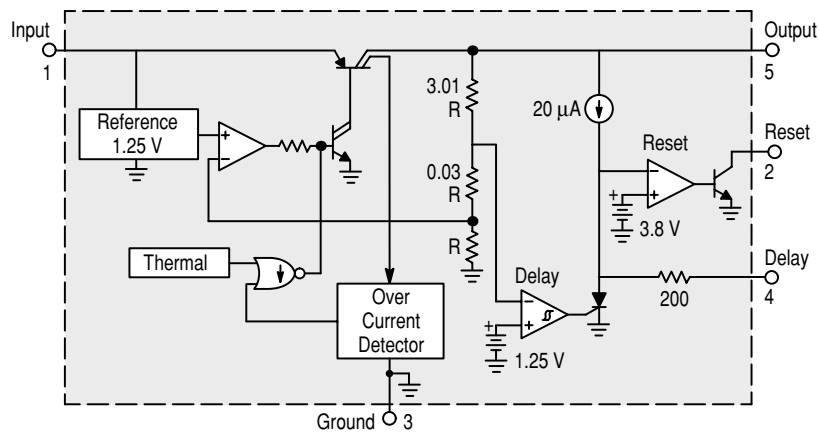 Input
1
Output
5
3.01
R
20 µA
Reference
1.25 V
+
−
Reset
Reset
2
−
+
0.03
R
+
3.8 V
R
Thermal
Delay
Delay
4
200
Over
Current
Detector
−
+
+
1.25 V
Ground
3